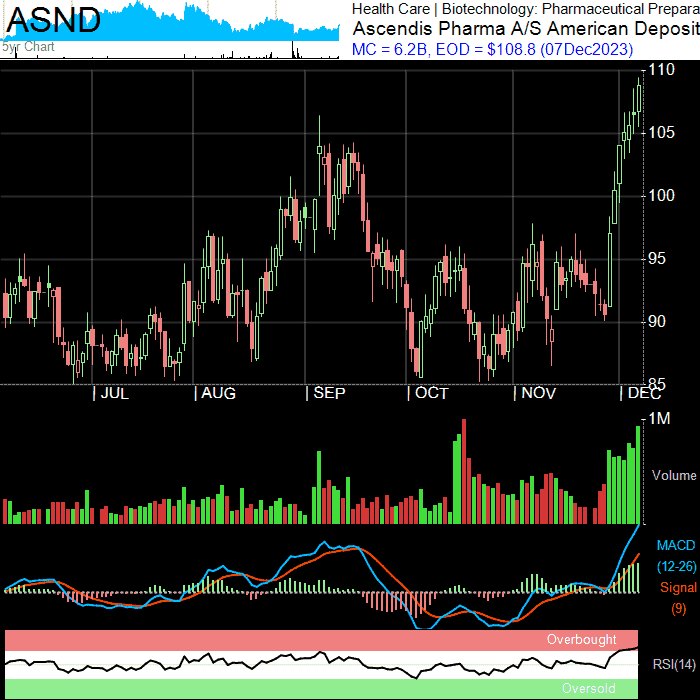 ASND
5yr Chart
Health Care | Biotechnology: Pharmaceutical Prepara
Ascendis Pharma A/S American Deposit
MC = 6.2B, EOD = $108.8 (07Dec2023)
110
105
100
95
90
85
| JUL | AUG | SEP | OCT | NOV | DEC
1M
Volume
MACD
(12-26)
Signal
(9)
Overbought
RSI(14)
Oversold